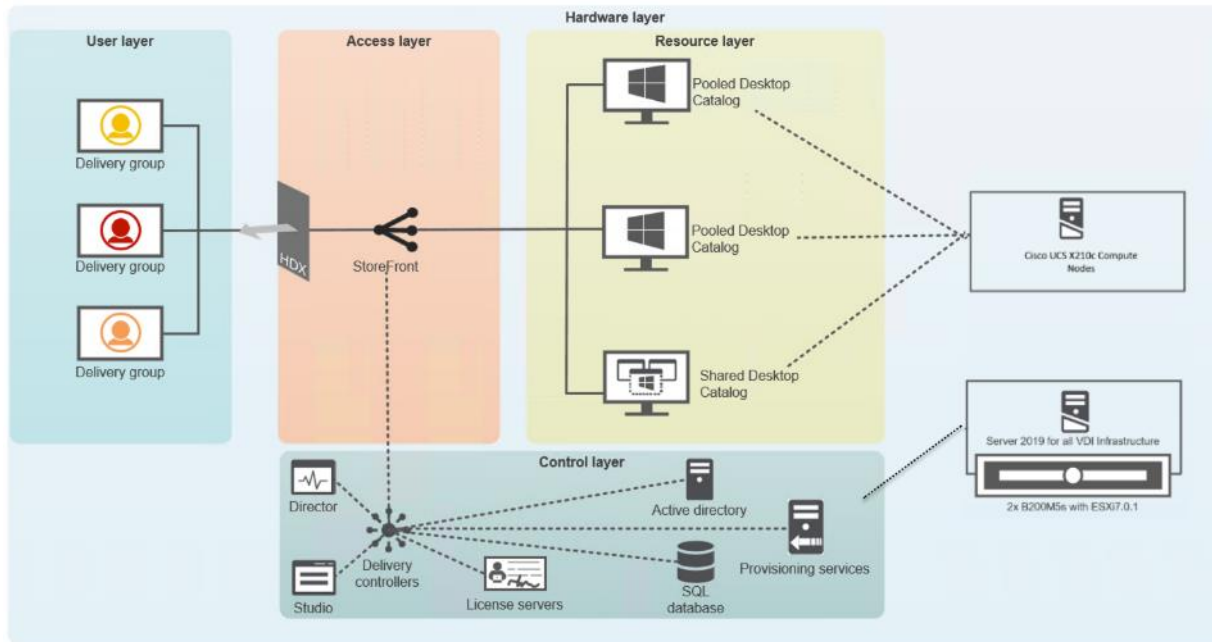 Hardware layer
User layer
Access layer
Resource layer
Delivery group
Delivery group
Delivery group
HDX
StoreFront
Pooled Desktop
Catalog
Pooled Desktop
Catalog
Shared Desktop
Catalog
Cisco UCS X210c Compute
Nodes
Server 2019 for all VDI Infrastructure
2x B200M5s with ESXi7.0.1
Control layer
Director
Studio
Delivery
controllers
License servers
Active directory
SQL
database
Provisioning services